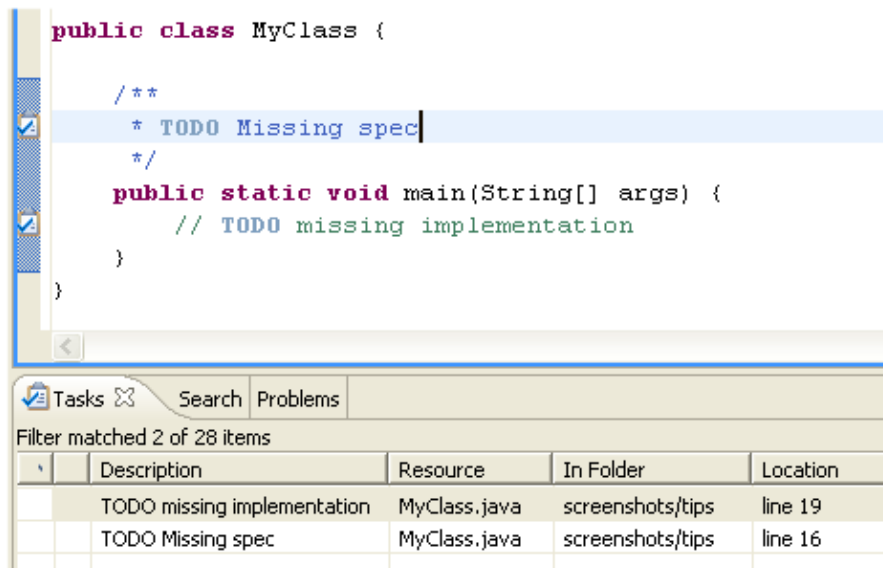 public class MyClass {
/**
* TODO Missing spec
*/
public static void main(String[] args) {
// TODO missing implementation
}
}
Tasks Search Problems
Filter matched 2 of 28 items
Description Resource In Folder Location
TODO missing implementation MyClass.java screenshots/tips line 19
TODO Missing spec MyClass.java screenshots/tips line 16